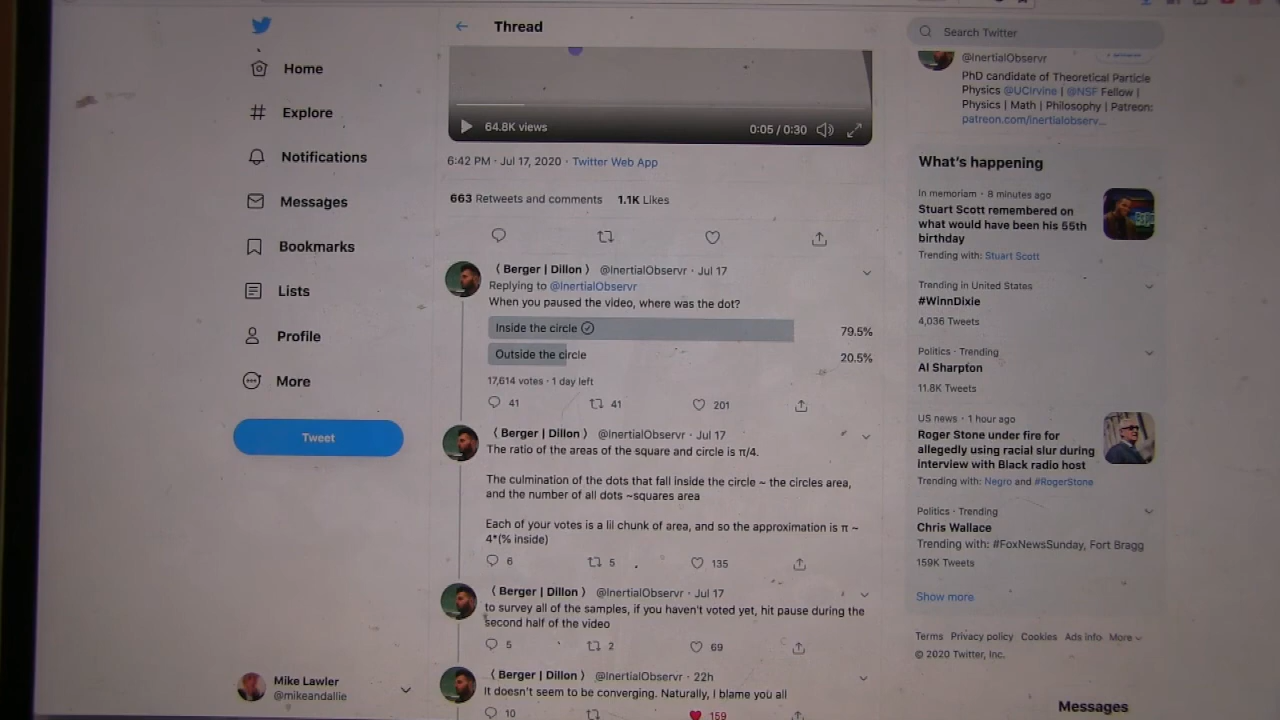 Home
Explore
Notifications
Messages
Bookmarks
Lists
Profile
More
Tweet
Mike Lawler
@mikeandallie
Thread
64.8K views
0:05 / 0:30
6:42 PM · Jul 17, 2020 · Twitter Web App
663 Retweets and comments 1.1K Likes
⟨ Berger | Dillon ⟩ @InertialObservr · Jul 17
Replying to @InertialObservr
When you paused the video, where was the dot?
Inside the circle
79.5%
Outside the circle
20.5%
17,614 votes · 1 day left
41 41 201
⟨ Berger | Dillon ⟩ @InertialObservr · Jul 17
The ratio of the areas of the square and circle is π/4.
The culmination of the dots that fall inside the circle ~ the circles area,
and the number of all dots ~squares area
Each of your votes is a lil chunk of area, and so the approximation is π ~
4*(% inside)
6 5 135
⟨ Berger | Dillon ⟩ @InertialObservr · Jul 17
to survey all of the samples, if you haven't voted yet, hit pause during the
second half of the video
5 2 69
⟨ Berger | Dillon ⟩ @InertialObservr · 22h
It doesn't seem to be converging. Naturally, I blame you all
10 159
Search Twitter
@InertialObservr
PhD candidate of Theoretical Particle
Physics @UCIrvine | @NSF Fellow |
Physics | Math | Philosophy | Patreon:
patreon.com/inertialobserv...
What's happening
In memoriam · 8 minutes ago
Stuart Scott remembered on
what would have been his 55th
birthday
Trending with: Stuart Scott
Trending in United States
#WinnDixie
4,036 Tweets
Politics · Trending
Al Sharpton
11.8K Tweets
US news · 1 hour ago
Roger Stone under fire for
allegedly using racial slur during
interview with Black radio host
Trending with: Negro and #RogerStone
Politics · Trending
Chris Wallace
Trending with: #FoxNewsSunday, Fort Bragg
159K Tweets
Show more
Terms Privacy policy Cookies Ads info More
© 2020 Twitter, Inc.
Messages